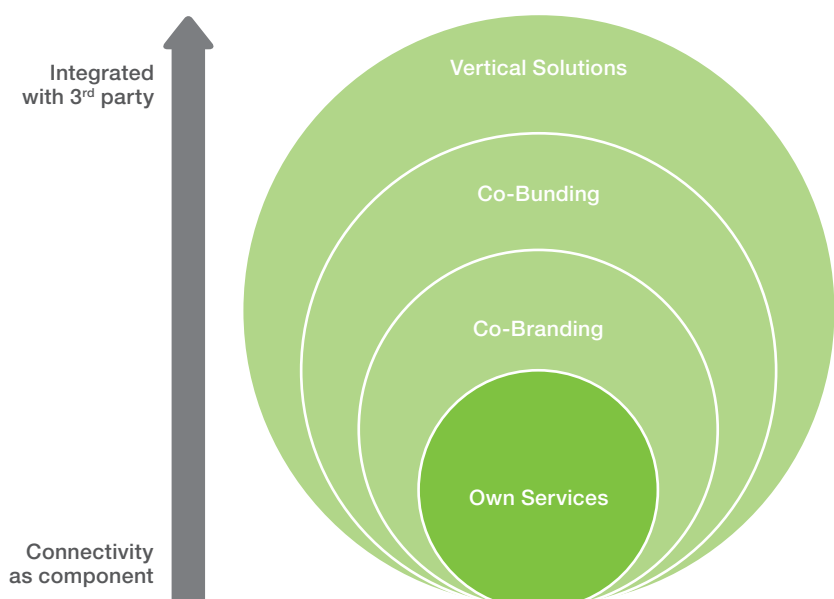 Integrated
with 3rd party
Vertical Solutions
Co-Bunding
Co-Branding
Own Services
Connectivity
as component